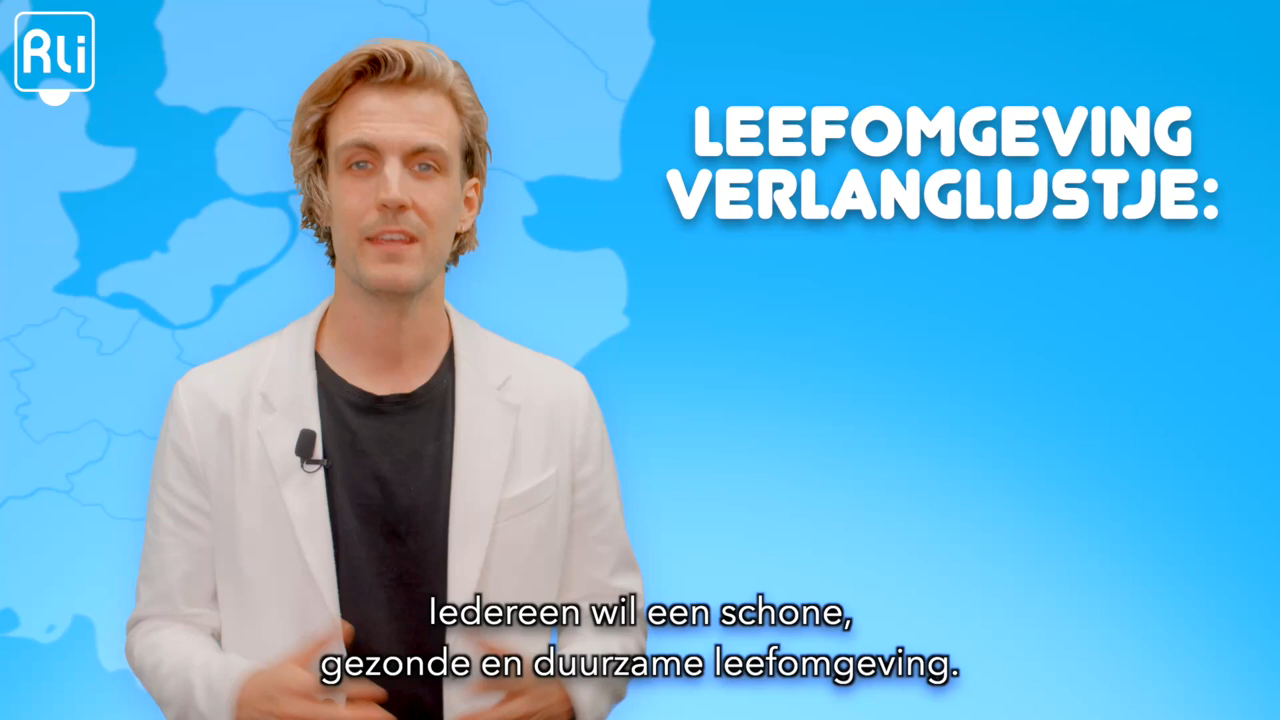 Rli
LEEFOMGEVING
VERLANGLIJSTJE:
Iedereen wil een schone,
gezonde en duurzame leefomgeving.